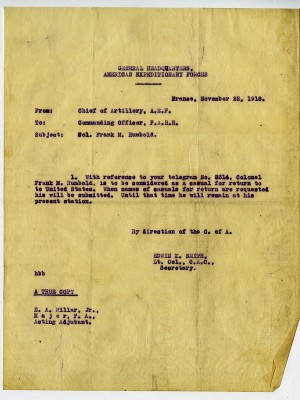 GENERAL HEADQUARTERS,
AMERICAN EXPEDITIONARY FORCES
France, November 22, 1918.
From: Chief of Artillery, A.E.F.
To: Commanding Officer, F.A.R.R.
Subject: Col. Frank M. Rumbold.
1. With reference to your telegram No. 8314, Colonel
Frank M. Rumbold, is to be considered as a casual for return to
to United States. When names of casuals for return are requested
his will be submitted. Until that time he will remain at his
present station.
By direction of the C. of A.
EDWIN E. SMITH,
Lt. Col., C.A.C.,
Secretary.
hbb
A TRUE COPY
E. A. Millar, Jr.,
Major, F.A.,
Acting Adjutant.